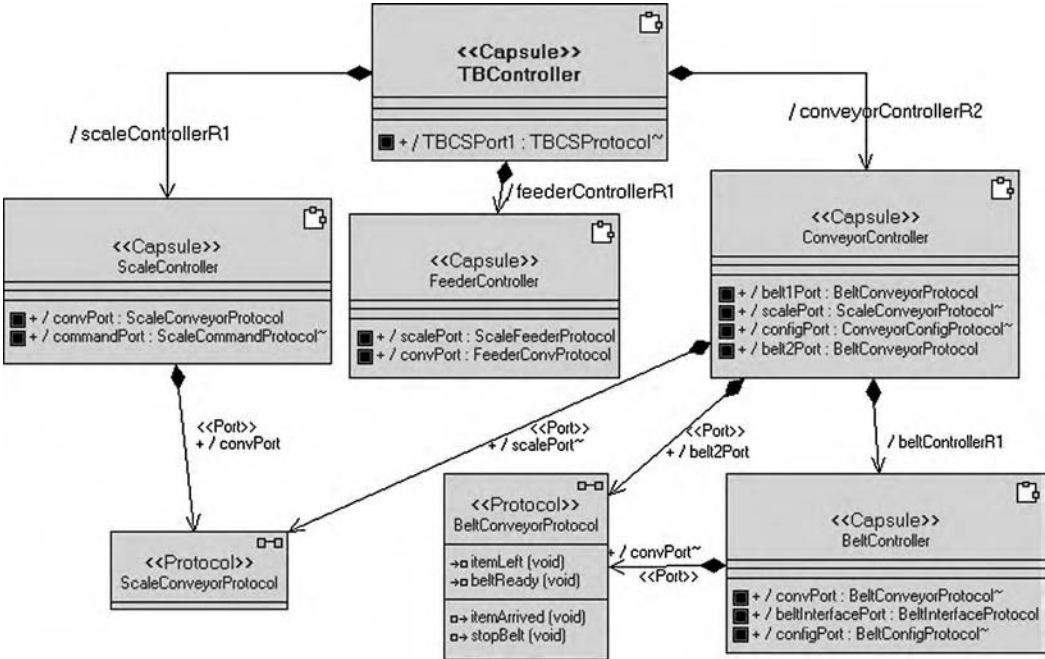 <<Capsule>>
TBController
+ / TBCSPort1 : TBCSProtocol~
/ scaleControllerR1
/ conveyorControllerR2
/ feederControllerR1
<<Capsule>>
ScaleController
+ / convPort : ScaleConveyorProtocol
+ / commandPort : ScaleCommandProtocol~
<<Capsule>>
FeederController
+ / scalePort : ScaleFeederProtocol
+ / convPort : FeederConvProtocol
<<Capsule>>
ConveyorController
+ / belt1Port : BeltConveyorProtocol
+ / scalePort : ScaleConveyorProtocol~
+ / configPort : ConveyorConfigProtocol~
+ / belt2Port : BeltConveyorProtocol
<<Port>>
+ / convPort
<<Port>>
+ / scalePort~
<<Port>>
+ / belt2Port
/ beltControllerR1
<<Protocol>>
ScaleConveyorProtocol
<<Protocol>>
BeltConveyorProtocol
itemLeft (void)
beltReady (void)
itemArrived (void)
stopBelt (void)
+ / convPort~
<<Port>>
<<Capsule>>
BeltController
+ / convPort : BeltConveyorProtocol~
+ / beltInterfacePort : BeltInterfaceProtocol
+ / configPort : BeltConfigProtocol~